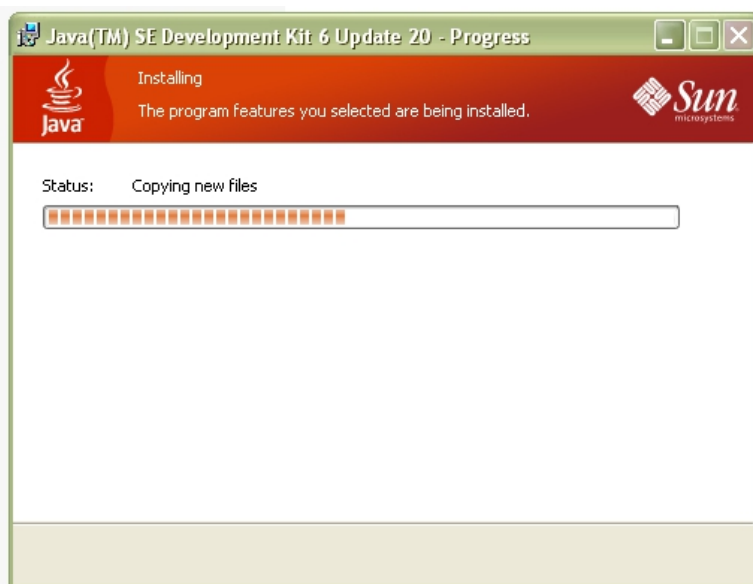 Java(TM) SE Development Kit 6 Update 20 - Progress
Installing
The program features you selected are being installed.
Java
Sun
microsystems
Status: Copying new files